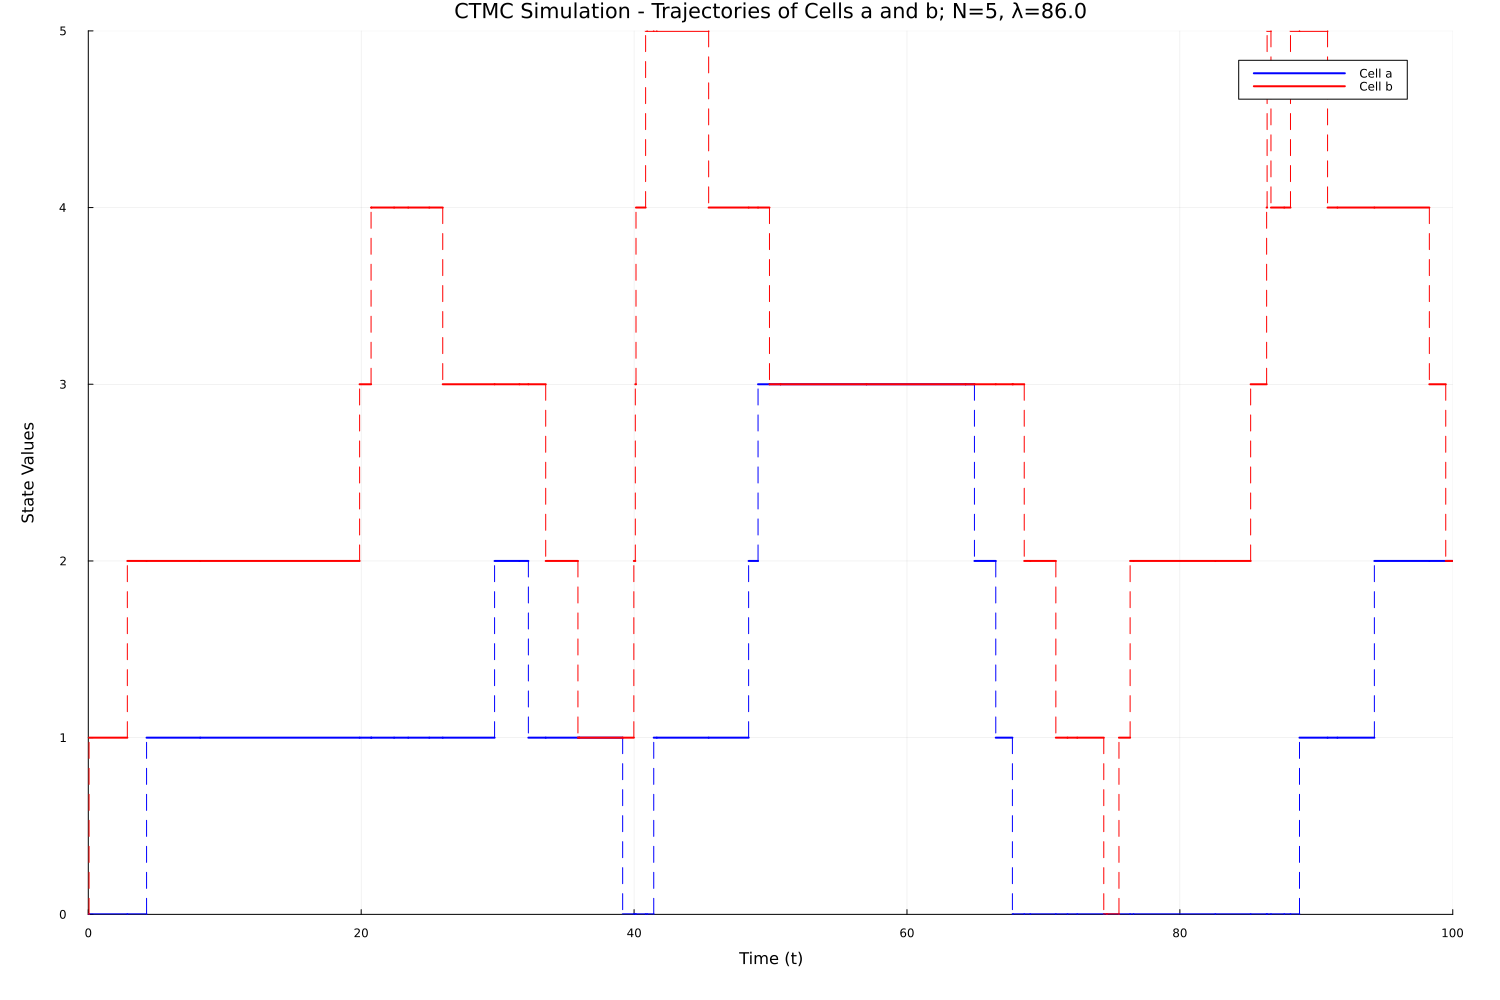 CTMC Simulation - Trajectories of Cells a and b; N=5, λ=86.0
5
Cell a
Cell b
4
3
State Values
2
1
0
0 20 40 60 80 100
Time (t)